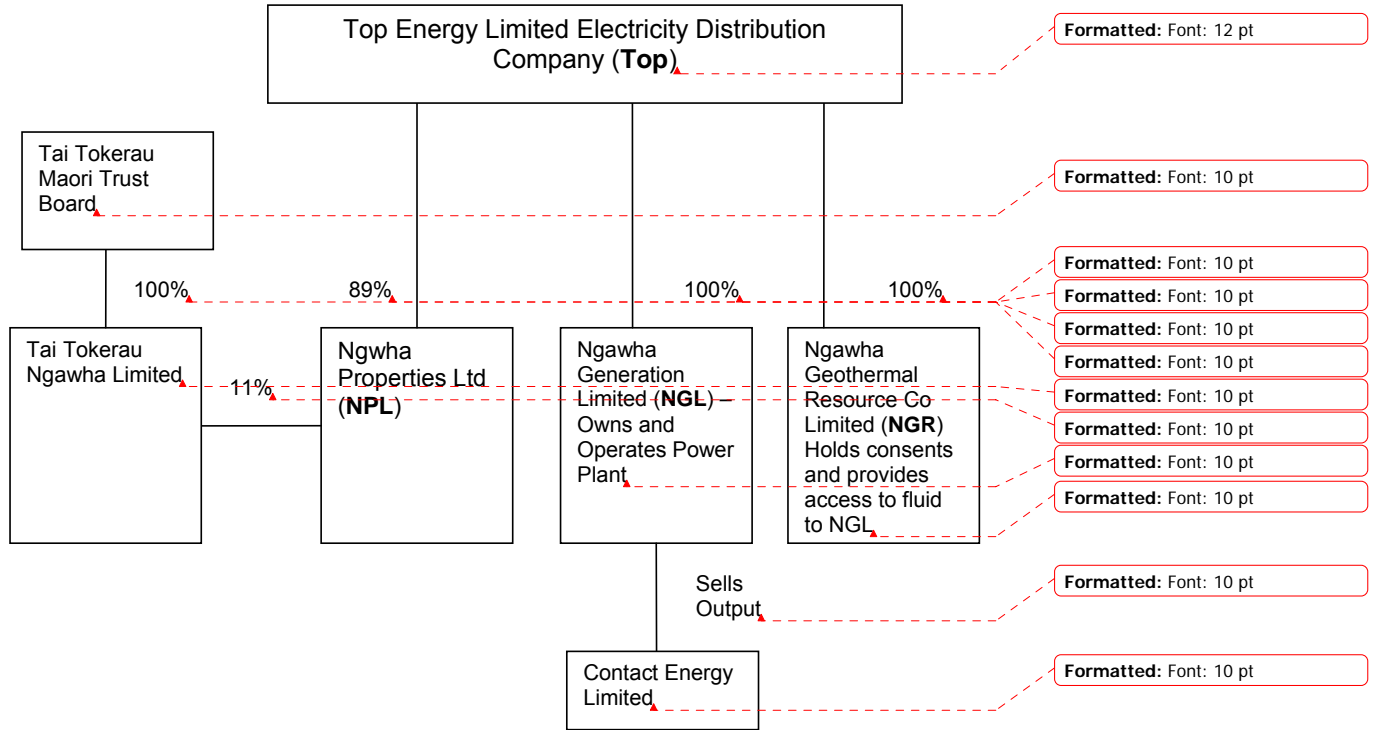 Top Energy Limited Electricity Distribution
Company (Top)
Formatted: Font: 12 pt
Tai Tokerau
Maori Trust
Board
Formatted: Font: 10 pt
100%
89%
100%
100%
Formatted: Font: 10 pt
Formatted: Font: 10 pt
Formatted: Font: 10 pt
Formatted: Font: 10 pt
Tai Tokerau
Ngawha Limited
11%
Ngwha
Properties Ltd
(NPL)
Ngawha
Generation
Limited (NGL) –
Owns and
Operates Power
Plant
Ngawha
Geothermal
Resource Co
Limited (NGR)
Holds consents
and provides
access to fluid
to NGL
Formatted: Font: 10 pt
Formatted: Font: 10 pt
Formatted: Font: 10 pt
Formatted: Font: 10 pt
Sells
Output
Formatted: Font: 10 pt
Contact Energy
Limited
Formatted: Font: 10 pt